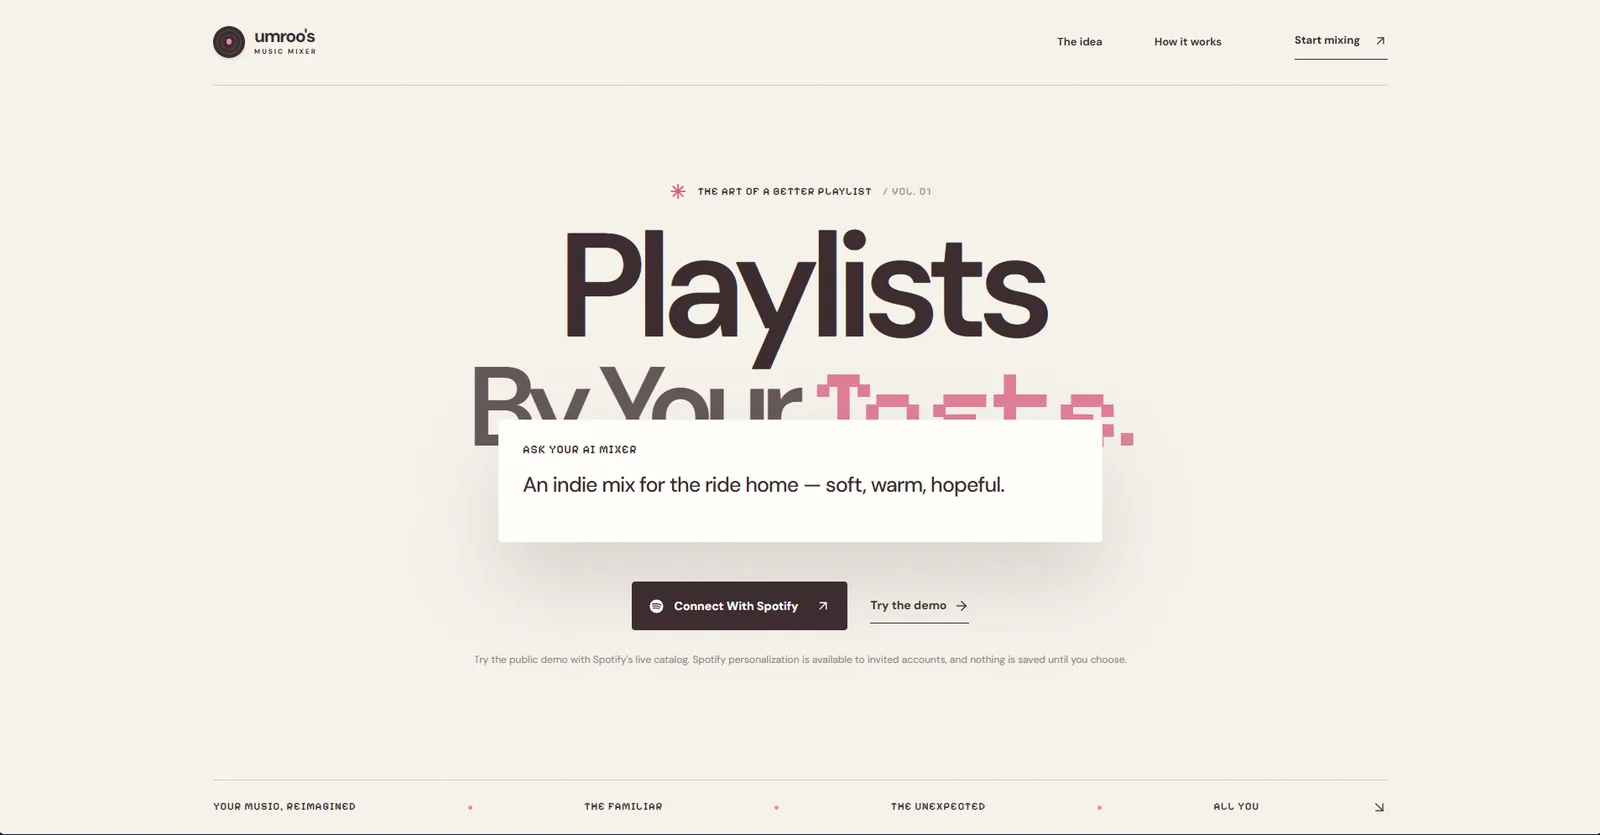 umroo's
MUSIC MIXER
The idea
How it works
Start mixing
THE ART OF A BETTER PLAYLIST / VOL. 01
Playlists
By Your Taste.
ASK YOUR AI MIXER
An indie mix for the ride home — soft, warm, hopeful.
Connect With Spotify
Try the demo
Try the public demo with Spotify's live catalog. Spotify personalization is available to invited accounts, and nothing is saved until you choose.
YOUR MUSIC, REIMAGINED
THE FAMILIAR
THE UNEXPECTED
ALL YOU